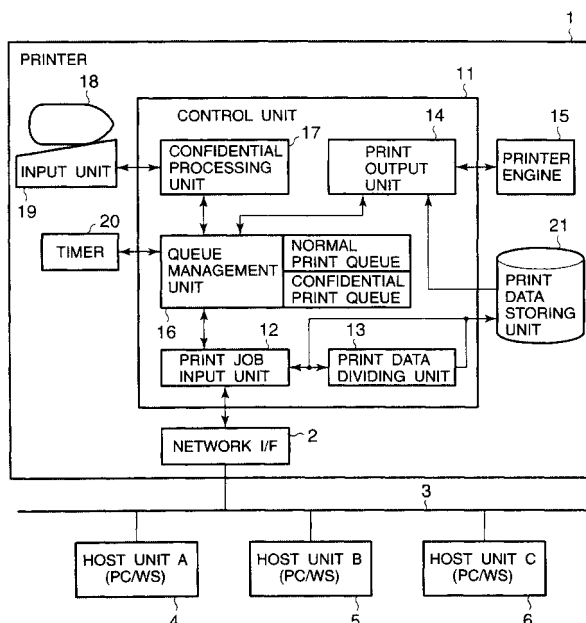 1
PRINTER
11
18
CONTROL UNIT
17
14
15
CONFIDENTIAL
PROCESSING
UNIT
PRINT
OUTPUT
UNIT
PRINTER
ENGINE
INPUT UNIT
19
20
TIMER
QUEUE
MANAGEMENT
UNIT
NORMAL
PRINT QUEUE
CONFIDENTIAL
PRINT QUEUE
21
PRINT
DATA
STORING
UNIT
16
12
13
PRINT JOB
INPUT UNIT
PRINT DATA
DIVIDING UNIT
2
NETWORK I/F
3
HOST UNIT A
(PC/WS)
HOST UNIT B
(PC/WS)
HOST UNIT C
(PC/WS)
4
5
6